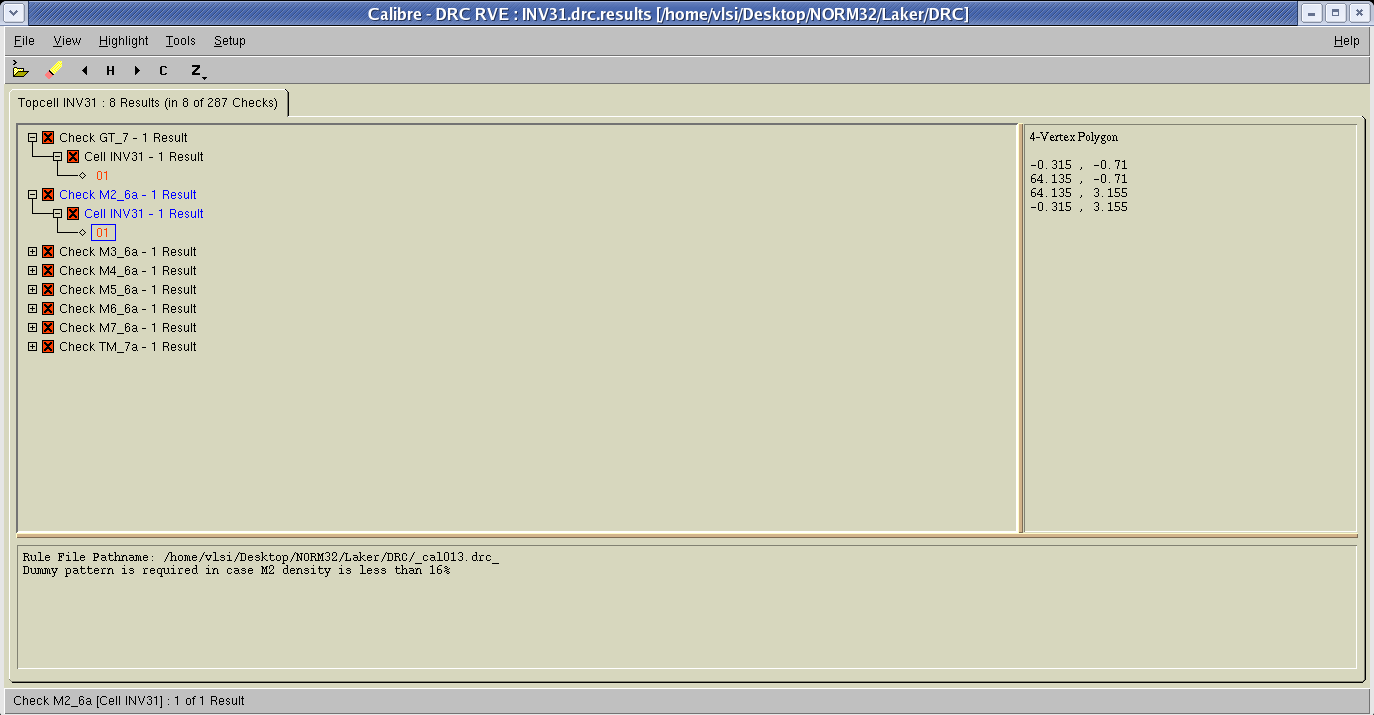 Calibre - DRC RVE : INV31.drc.results [/home/vlsi/Desktop/NORM32/Laker/DRC]
File View Highlight Tools Setup Help
H C Z
Topcell INV31 : 8 Results (in 8 of 287 Checks)
Check GT_7 - 1 Result
Cell INV31 - 1 Result
01
Check M2_6a - 1 Result
Cell INV31 - 1 Result
01
Check M3_6a - 1 Result
Check M4_6a - 1 Result
Check M5_6a - 1 Result
Check M6_6a - 1 Result
Check M7_6a - 1 Result
Check TM_7a - 1 Result
4-Vertex Polygon
-0.315 , -0.71
64.135 , -0.71
64.135 , 3.155
-0.315 , 3.155
Rule File Pathname: /home/vlsi/Desktop/NORM32/Laker/DRC/_cal013.drc_
Dummy pattern is required in case M2 density is less than 16%
Check M2_6a [Cell INV31] : 1 of 1 Result